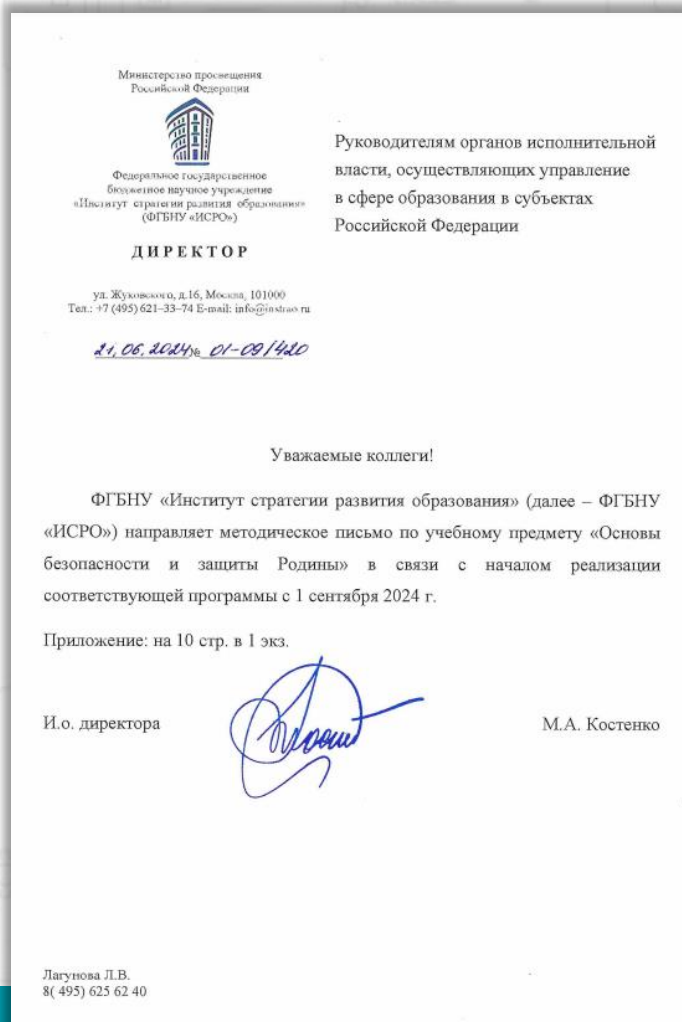 Министерство просвещения
Российской Федерации
Федеральное государственное
бюджетное научное учреждение
«Институт стратегии развития образования»
(ФГБНУ «ИСРО»)
ДИРЕКТОР
ул. Жуковского, д.16, Москва, 101000
Тел.: +7 (495) 621–33–74 E-mail: info@instrao.ru
21.06.2024 № 01-09/420
Руководителям органов исполнительной
власти, осуществляющих управление
в сфере образования в субъектах
Российской Федерации
Уважаемые коллеги!
ФГБНУ «Институт стратегии развития образования» (далее – ФГБНУ
«ИСРО») направляет методическое письмо по учебному предмету «Основы
безопасности и защиты Родины» в связи с началом реализации
соответствующей программы с 1 сентября 2024 г.
Приложение: на 10 стр. в 1 экз.
И.о. директора
М.А. Костенко
Лагунова Л.В.
8( 495) 625 62 40